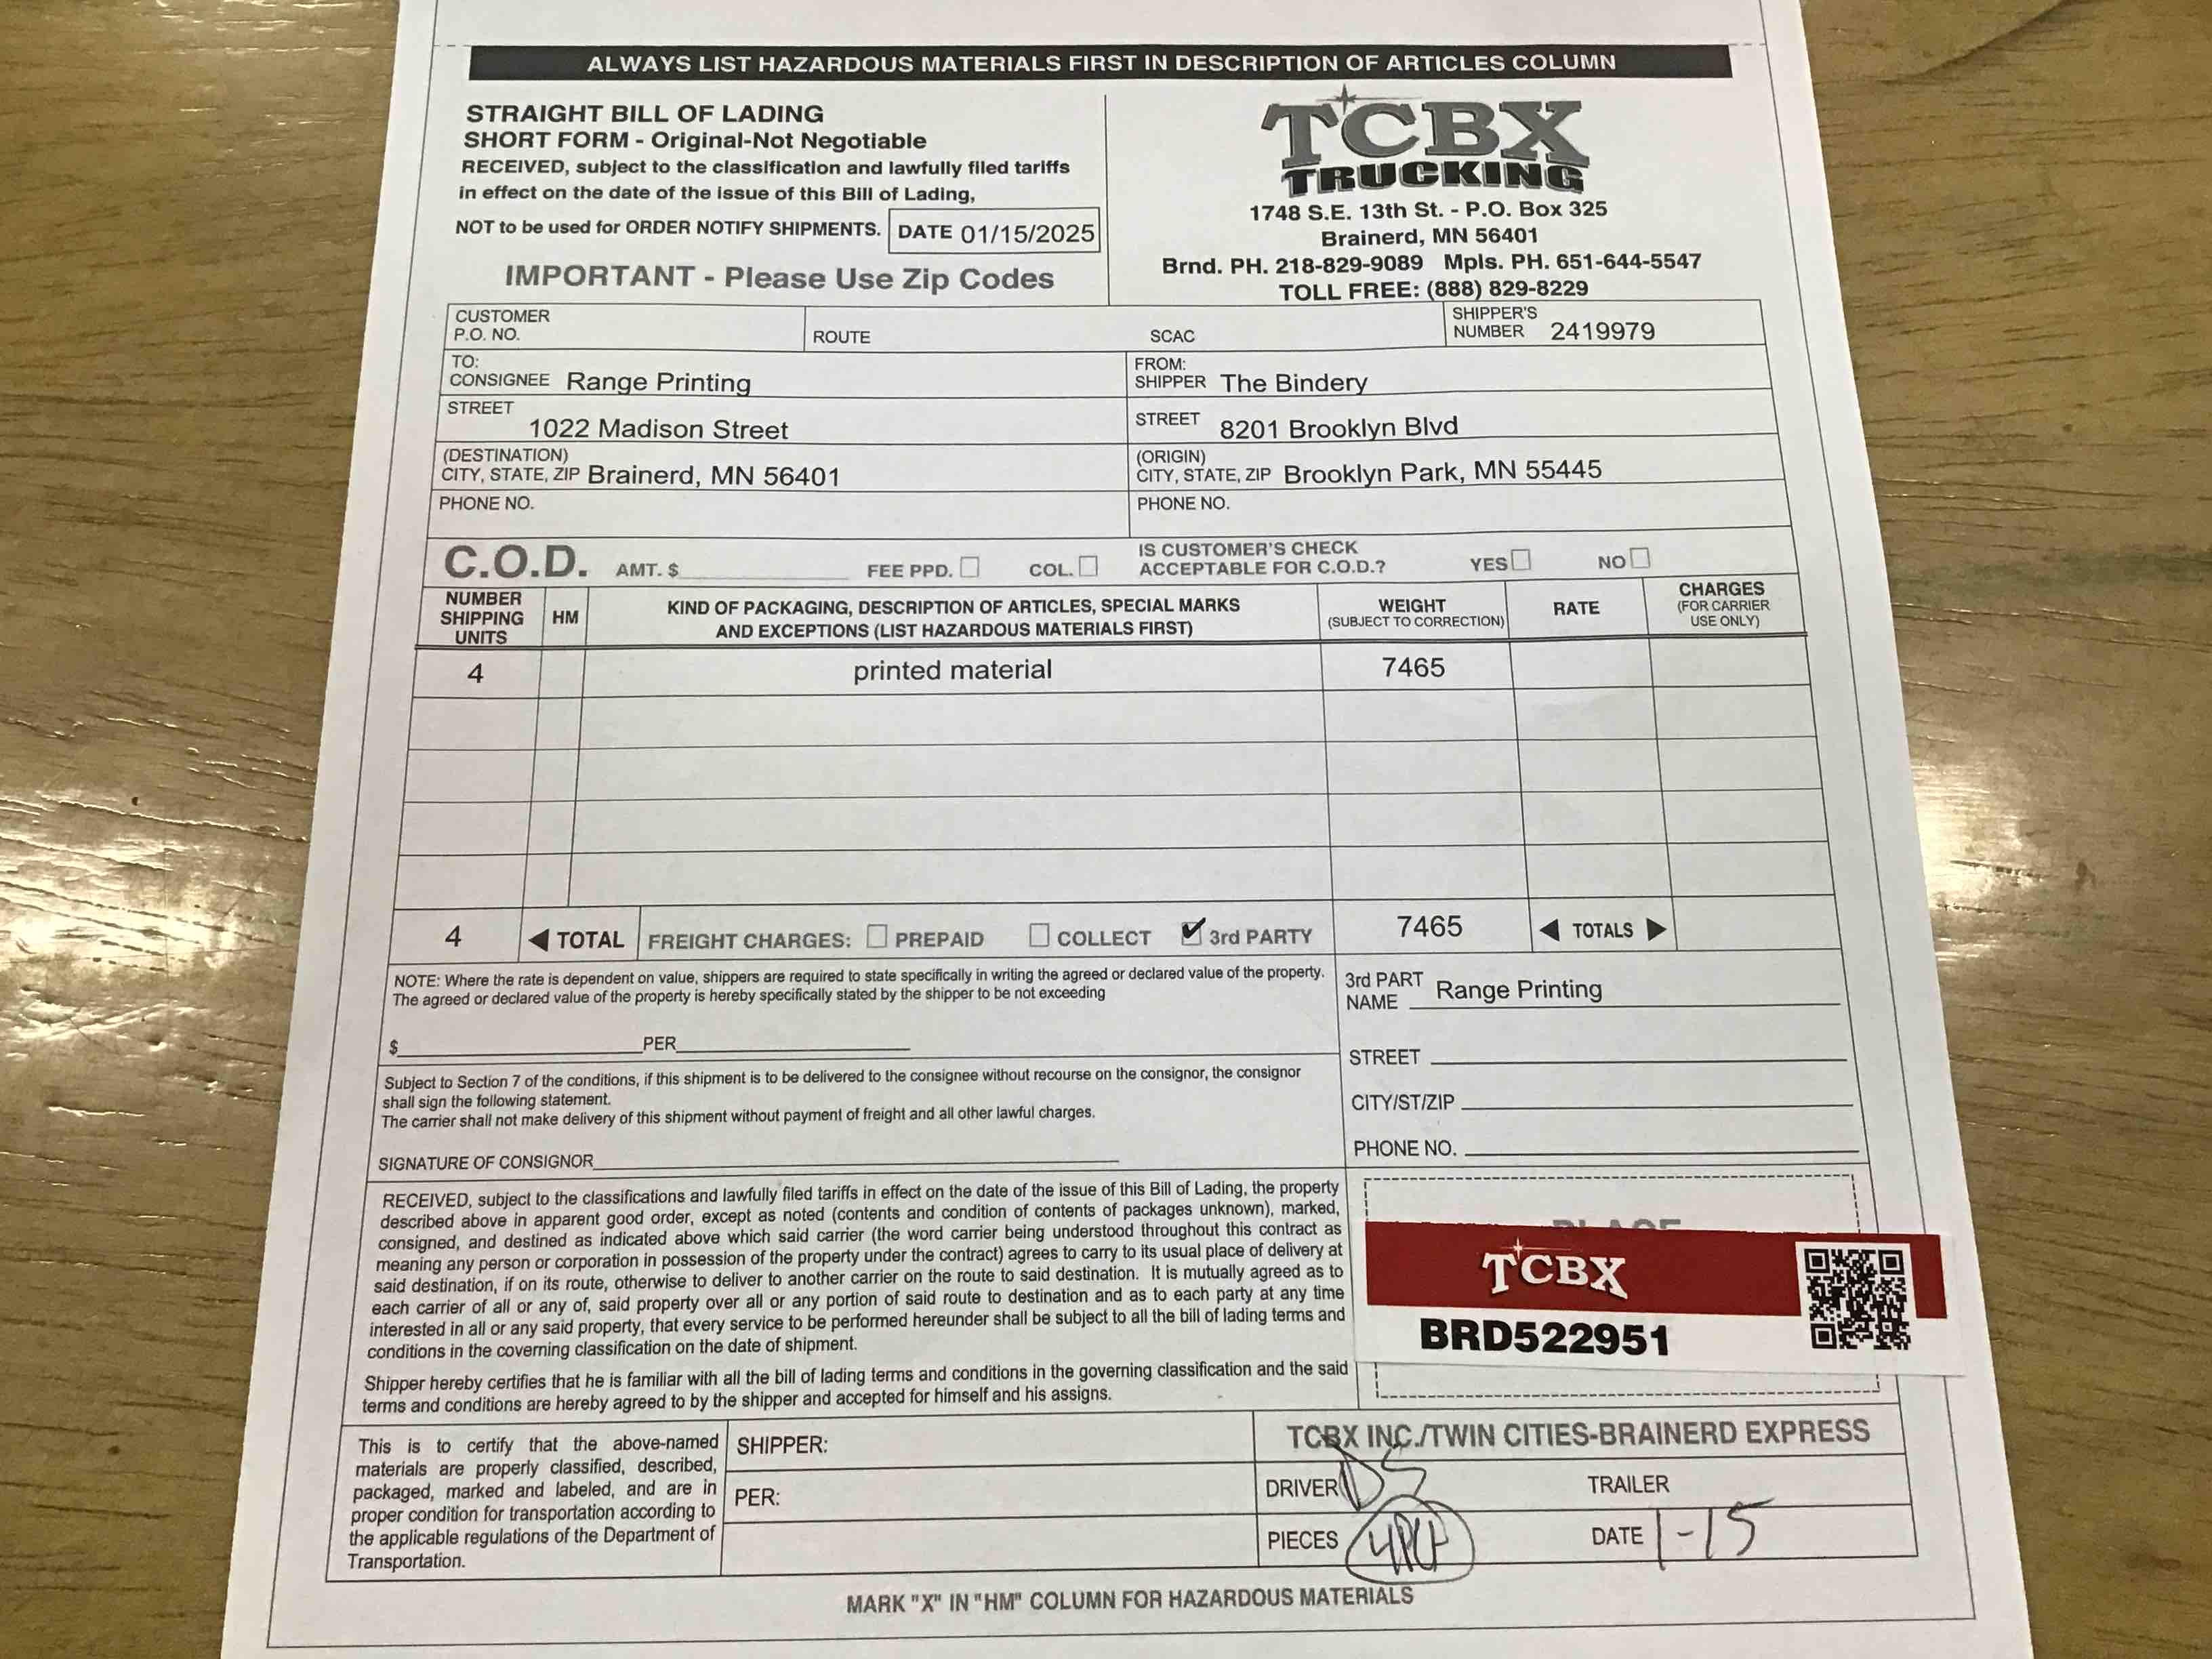 ALWAYS LIST HAZARDOUS MATERIALS FIRST IN DESCRIPTION OF ARTICLES COLUMN
STRAIGHT BILL OF LADING
SHORT FORM - Original-Not Negotiable
RECEIVED, subject to the classification and lawfully filed tariffs
in effect on the date of the issue of this Bill of Lading,
NOT to be used for ORDER NOTIFY SHIPMENTS.
DATE 01/15/2025
IMPORTANT - Please Use Zip Codes
TCBX
TRUCKING
1748 S.E. 13th St. - P.O. Box 325
Brainerd, MN 56401
Brnd. PH. 218-829-9089 Mpls. PH. 651-644-5547
TOLL FREE: (888) 829-8229
CUSTOMER
P.O. NO.
ROUTE
SCAC
SHIPPER'S
NUMBER 2419979
TO:
CONSIGNEE Range Printing
FROM:
SHIPPER The Bindery
STREET
1022 Madison Street
STREET 8201 Brooklyn Blvd
(DESTINATION)
CITY, STATE, ZIP Brainerd, MN 56401
(ORIGIN)
CITY, STATE, ZIP Brooklyn Park, MN 55445
PHONE NO.
PHONE NO.
C.O.D. AMT. $ FEE PPD. COL.
IS CUSTOMER'S CHECK
ACCEPTABLE FOR C.O.D.? YES NO
NUMBER
SHIPPING
UNITS
HM
KIND OF PACKAGING, DESCRIPTION OF ARTICLES, SPECIAL MARKS
AND EXCEPTIONS (LIST HAZARDOUS MATERIALS FIRST)
WEIGHT
(SUBJECT TO CORRECTION)
RATE
CHARGES
(FOR CARRIER
USE ONLY)
4 printed material 7465
4 TOTAL FREIGHT CHARGES: PREPAID COLLECT 3rd PARTY 7465 TOTALS
NOTE: Where the rate is dependent on value, shippers are required to state specifically in writing the agreed or declared value of the property.
The agreed or declared value of the property is hereby specifically stated by the shipper to be not exceeding
$ PER
3rd PART
NAME Range Printing
STREET
CITY/ST/ZIP
PHONE NO.
Subject to Section 7 of the conditions, if this shipment is to be delivered to the consignee without recourse on the consignor, the consignor
shall sign the following statement.
The carrier shall not make delivery of this shipment without payment of freight and all other lawful charges.
SIGNATURE OF CONSIGNOR
RECEIVED, subject to the classifications and lawfully filed tariffs in effect on the date of the issue of this Bill of Lading, the property
described above in apparent good order, except as noted (contents and condition of contents of packages unknown), marked,
consigned, and destined as indicated above which said carrier (the word carrier being understood throughout this contract as
meaning any person or corporation in possession of the property under the contract) agrees to carry to its usual place of delivery at
said destination, if on its route, otherwise to deliver to another carrier on the route to said destination. It is mutually agreed as to
each carrier of all or any of, said property over all or any portion of said route to destination and as to each party at any time
interested in all or any said property, that every service to be performed hereunder shall be subject to all the bill of lading terms and
conditions in the coverning classification on the date of shipment.
Shipper hereby certifies that he is familiar with all the bill of lading terms and conditions in the governing classification and the said
terms and conditions are hereby agreed to by the shipper and accepted for himself and his assigns.
PLACE
TCBX
BRD522951
This is to certify that the above-named
materials are properly classified, described,
packaged, marked and labeled, and are in
proper condition for transportation according to
the applicable regulations of the Department of
Transportation.
SHIPPER:
PER:
TCBX INC./TWIN CITIES-BRAINERD EXPRESS
DRIVER DS TRAILER
PIECES DATE 1-15
MARK "X" IN "HM" COLUMN FOR HAZARDOUS MATERIALS